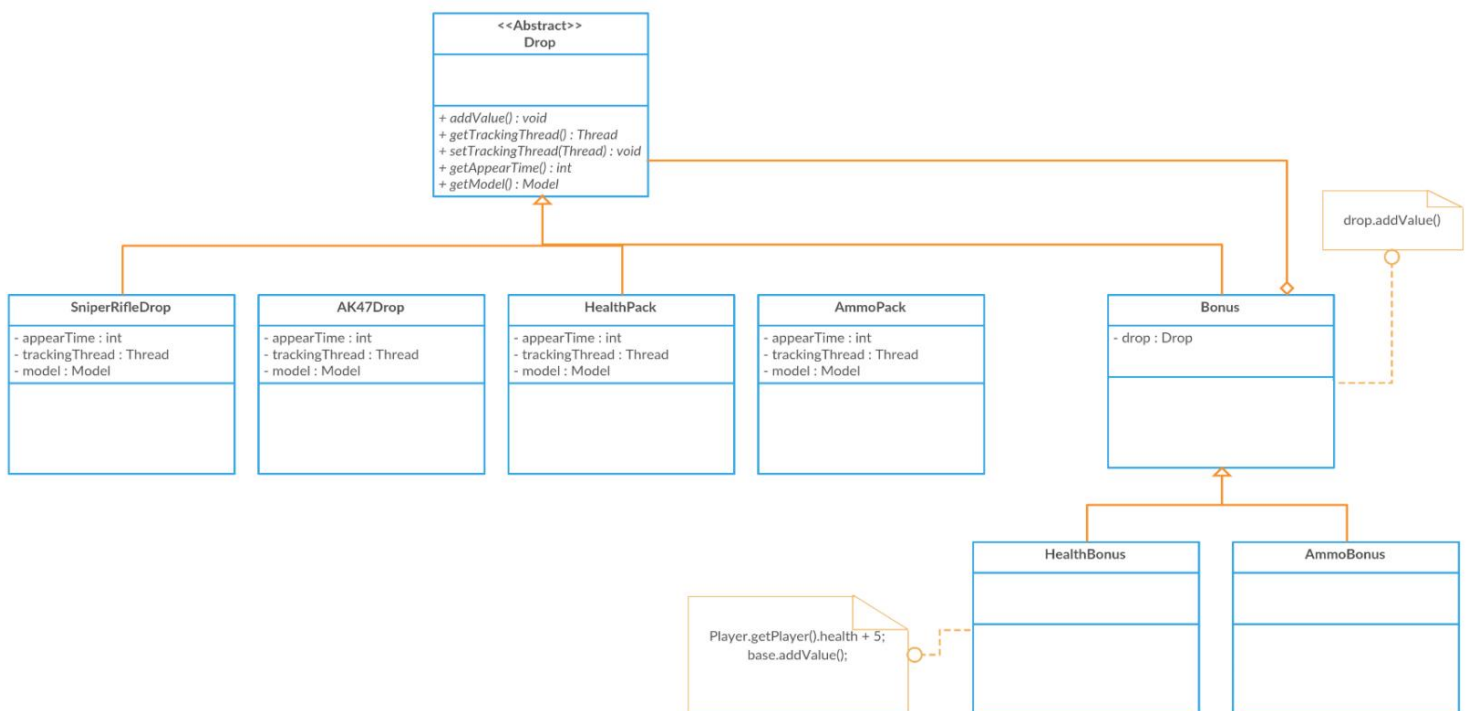 <<Abstract>>
Drop
+ addValue() : void
+ getTrackingThread() : Thread
+ setTrackingThread(Thread) : void
+ getAppearTime() : int
+ getModel() : Model
drop.addValue()
SniperRifleDrop
- appearTime : int
- trackingThread : Thread
- model : Model
AK47Drop
- appearTime : int
- trackingThread : Thread
- model : Model
HealthPack
- appearTime : int
- trackingThread : Thread
- model : Model
AmmoPack
- appearTime : int
- trackingThread : Thread
- model : Model
Bonus
- drop : Drop
HealthBonus
AmmoBonus
Player.getPlayer().health + 5;
base.addValue();